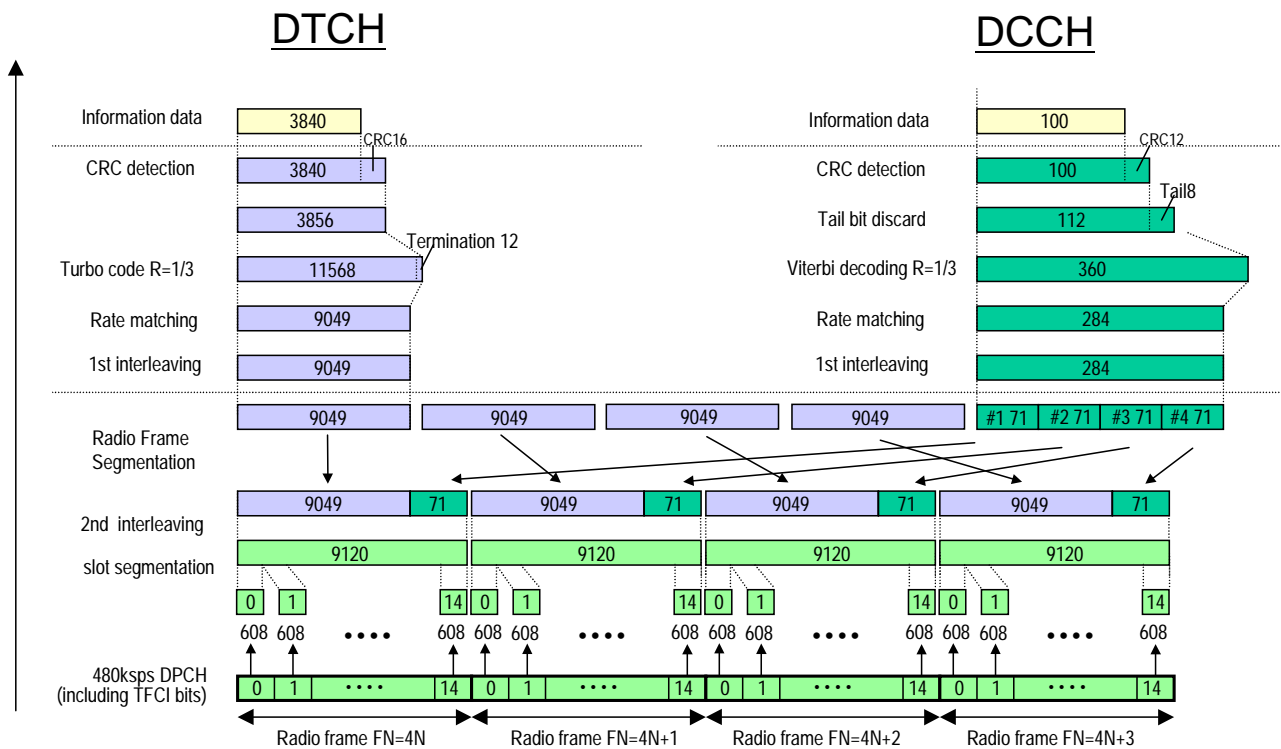 DTCH DCCH
Information data 3840 Information data 100
CRC16 CRC12
CRC detection 3840 CRC detection 100
Tail8
3856 Tail bit discard 112
Termination 12
Turbo code R=1/3 11568 Viterbi decoding R=1/3 360
Rate matching 9049 Rate matching 284
1st interleaving 9049 1st interleaving 284
9049 9049 9049 9049 #1 71 #2 71 #3 71 #4 71
Radio Frame
Segmentation
9049 71 9049 71 9049 71 9049 71
2nd interleaving
9120 9120 9120 9120
slot segmentation
0 1 14 0 1 14 0 1 14 0 1 14
608 608 •••• 608 608 608 •••• 608 608 608 •••• 608 608 608 •••• 608
480ksps DPCH
(including TFCI bits)
0 1 •••• 14 0 1 •••• 14 0 1 •••• 14 0 1 •••• 14
Radio frame FN=4N Radio frame FN=4N+1 Radio frame FN=4N+2 Radio frame FN=4N+3